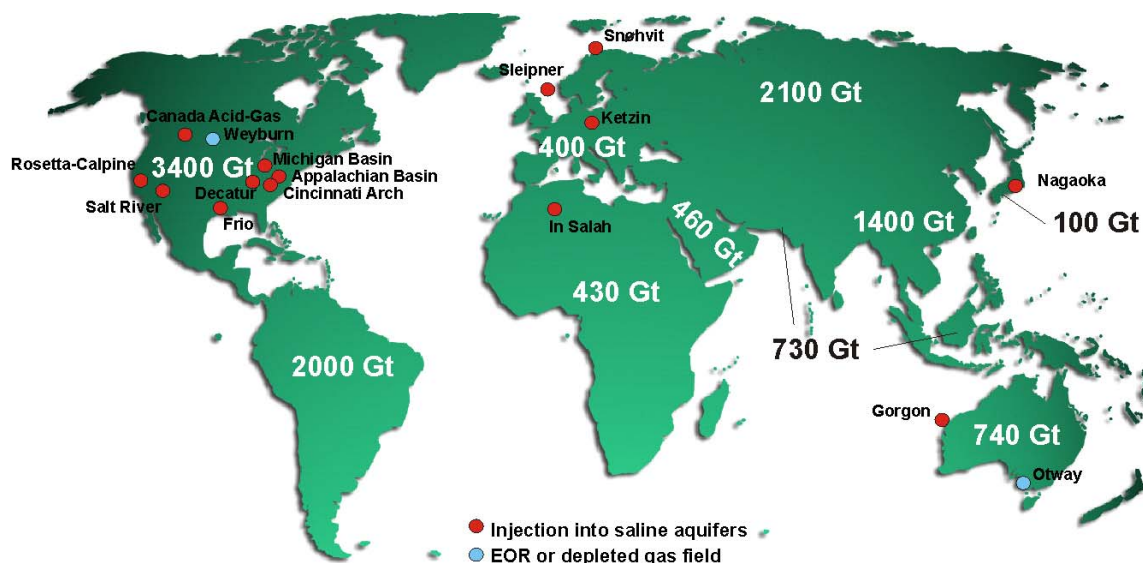 Snøhvit
Sleipner
2100 Gt
Canada Acid-Gas
Weyburn
Ketzin
400 Gt
Rosetta-Calpine
3400 Gt
Michigan Basin
Appalachian Basin
Decatur
Cincinnati Arch
Salt River
Frio
In Salah
Nagaoka
460 Gt
1400 Gt
100 Gt
430 Gt
730 Gt
2000 Gt
Gorgon
740 Gt
Otway
Injection into saline aquifers
EOR or depleted gas field